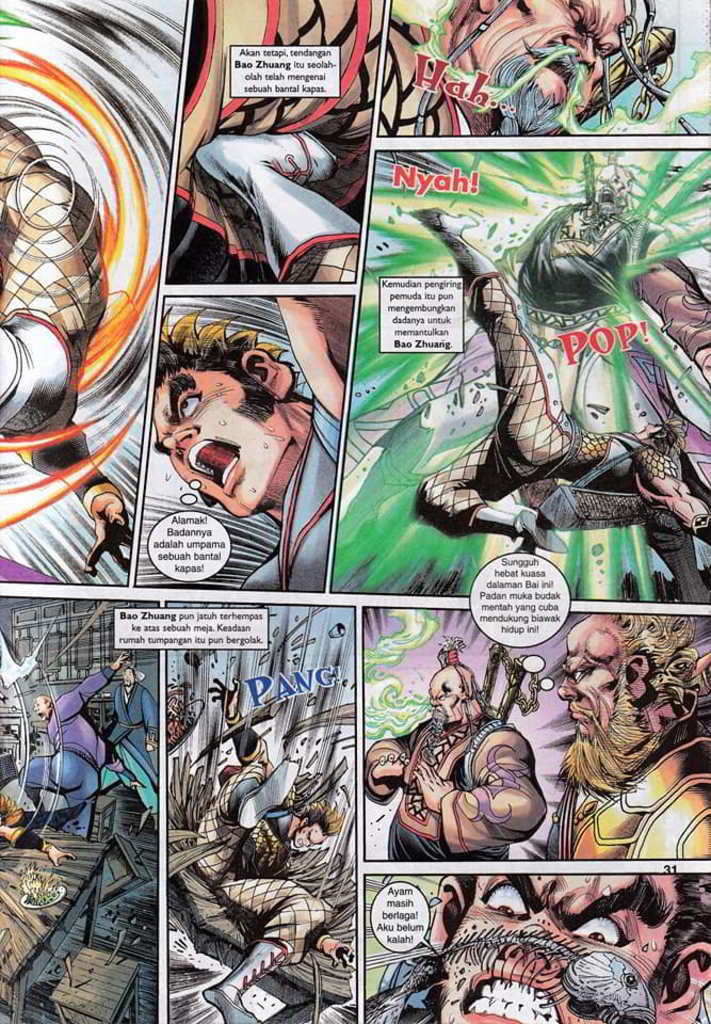 Akan tetapi, tendangan
Bao Zhuang itu seolah-
olah telah mengenai
sebuah bantal kapas.
Hah...
Nyah!
Kemudian pengiring
pemuda itu pun
mengembungkan
dadanya untuk
memantulkan
Bao Zhuang.
POP!
Alamak!
Badannya
adalah umpama
sebuah bantal
kapas!
Bao Zhuang pun jatuh terhempas
ke atas sebuah meja. Keadaan
rumah tumpangan itu pun bergolak.
PANG!
Sungguh
hebat kuasa
dalaman Bai ini!
Padan muka budak
mentah yang cuba
mendukung biawak
hidup ini!
31
Ayam
masih
berlaga!
Aku belum
kalah!